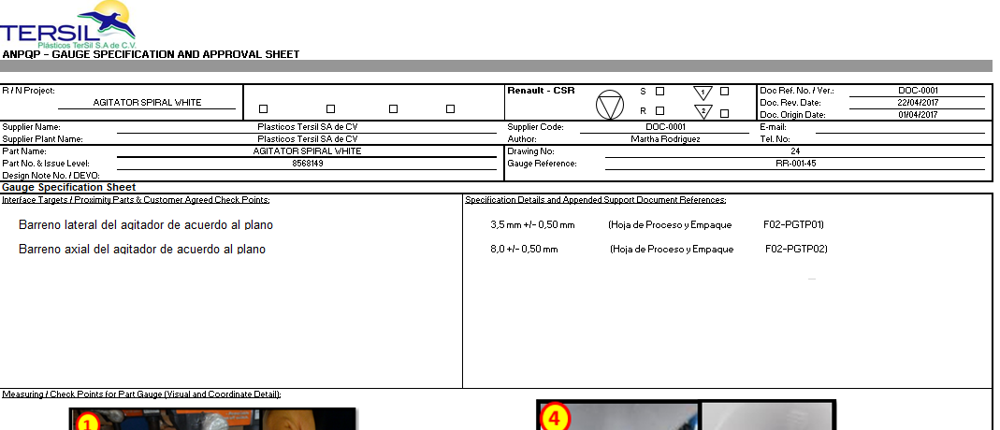 TERSIL
Plásticos TerSil S.A de C.V.
ANPQP - GAUGE SPECIFICATION AND APPROVAL SHEET
R / N Project:
AGITATOR SPIRAL WHITE
Renault - CSR
S
1
R
2
Doc Ref. No. / Ver.: DOC-0001
Doc. Rev. Date: 22/04/2017
Doc. Origin Date: 01/04/2017
Supplier Name: Plasticos Tersil SA de CV
Supplier Code: DOC-0001
E-mail:
Supplier Plant Name: Plasticos Tersil SA de CV
Author: Martha Rodriguez
Tel. No:
Part Name: AGITATOR SPIRAL WHITE
Drawing No: 24
Part No. & Issue Level: 8568149
Gauge Reference: RR-001-45
Design Note No. / DEVO:
Gauge Specification Sheet
Interface Targets / Proximity Parts & Customer Agreed Check Points:
Specification Details and Appended Support Document References:
Barreno lateral del agitador de acuerdo al plano
3,5 mm +/- 0,50 mm (Hoja de Proceso y Empaque F02-PGTP01)
Barreno axial del agitador de acuerdo al plano
8,0 +/- 0,50 mm (Hoja de Proceso y Empaque F02-PGTP02)
Measuring / Check Points for Part Gauge (Visual and Coordinate Detail):
1
4